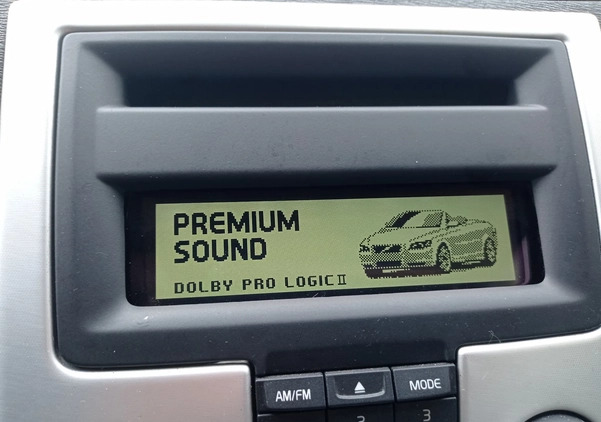 PREMIUM
SOUND
DOLBY PRO LOGIC II
AM/FM
MODE
3